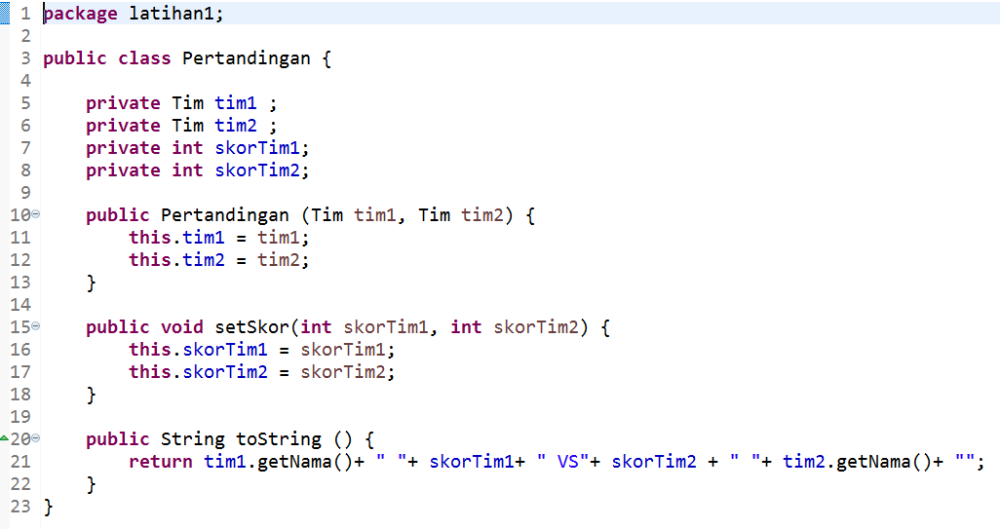 1 package latihan1;
2
3 public class Pertandingan {
4
5     private Tim tim1 ;
6     private Tim tim2 ;
7     private int skorTim1;
8     private int skorTim2;
9
10     public Pertandingan (Tim tim1, Tim tim2) {
11         this.tim1 = tim1;
12         this.tim2 = tim2;
13     }
14
15     public void setSkor(int skorTim1, int skorTim2) {
16         this.skorTim1 = skorTim1;
17         this.skorTim2 = skorTim2;
18     }
19
20     public String toString () {
21         return tim1.getNama()+ " "+ skorTim1+ " VS"+ skorTim2 + " "+ tim2.getNama()+ "";
22     }
23 }